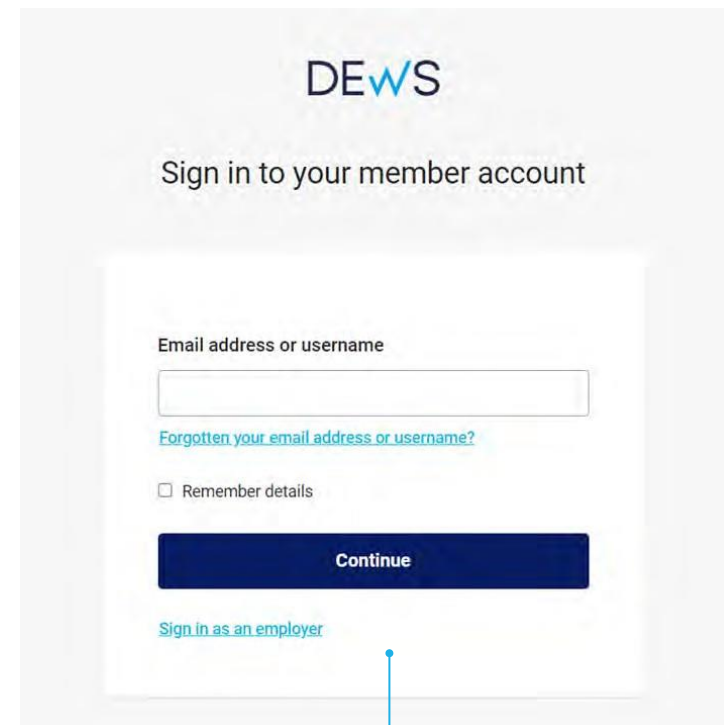 DEWS
Sign in to your member account
Email address or username
Forgotten your email address or username?
Remember details
Continue
Sign in as an employer